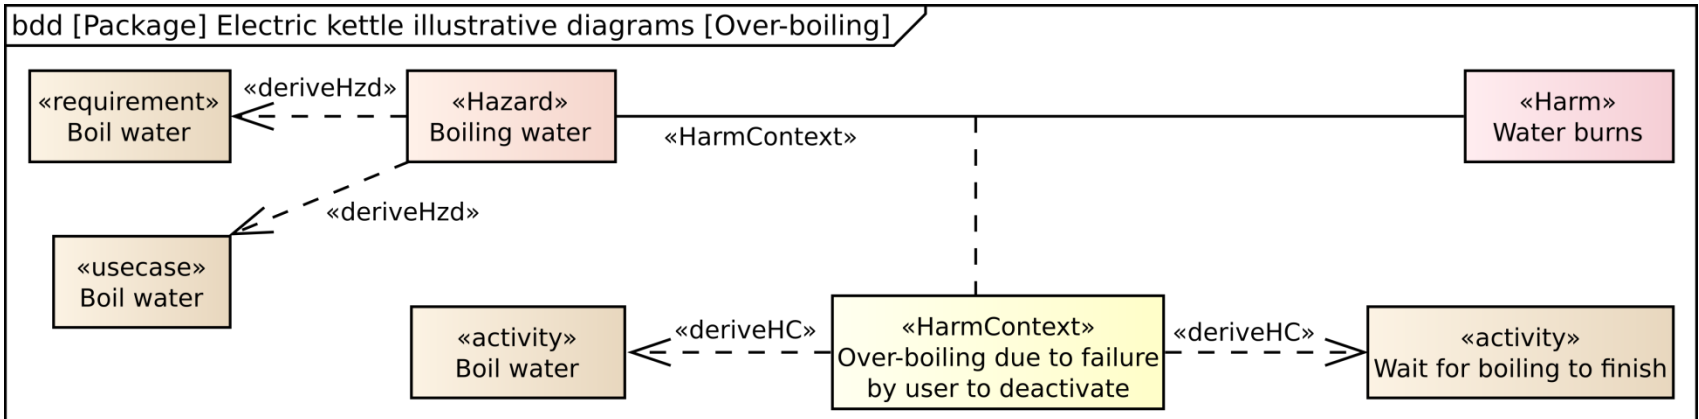 bdd [Package] Electric kettle illustrative diagrams [Over-boiling]
«requirement»
Boil water
«deriveHzd»
«Hazard»
Boiling water
«HarmContext»
«Harm»
Water burns
«deriveHzd»
«usecase»
Boil water
«activity»
Boil water
«deriveHC»
«HarmContext»
Over-boiling due to failure
by user to deactivate
«deriveHC»
«activity»
Wait for boiling to finish